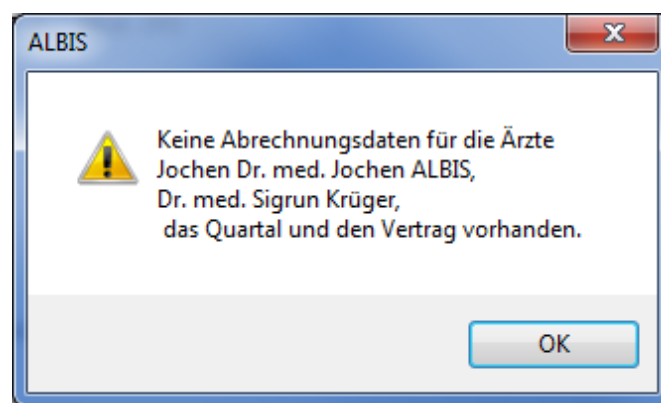 ALBIS
Keine Abrechnungsdaten für die Ärzte
Jochen Dr. med. Jochen ALBIS,
Dr. med. Sigrun Krüger,
das Quartal und den Vertrag vorhanden.
OK